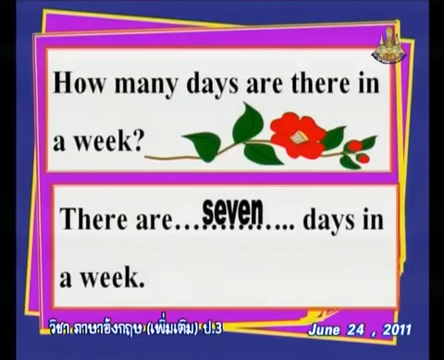 How many days are there in
a week?
There are…seven….. days in
a week.
วิชา ภาษาอังกฤษ (เพิ่มเติม) ป.3
June 24 , 2011